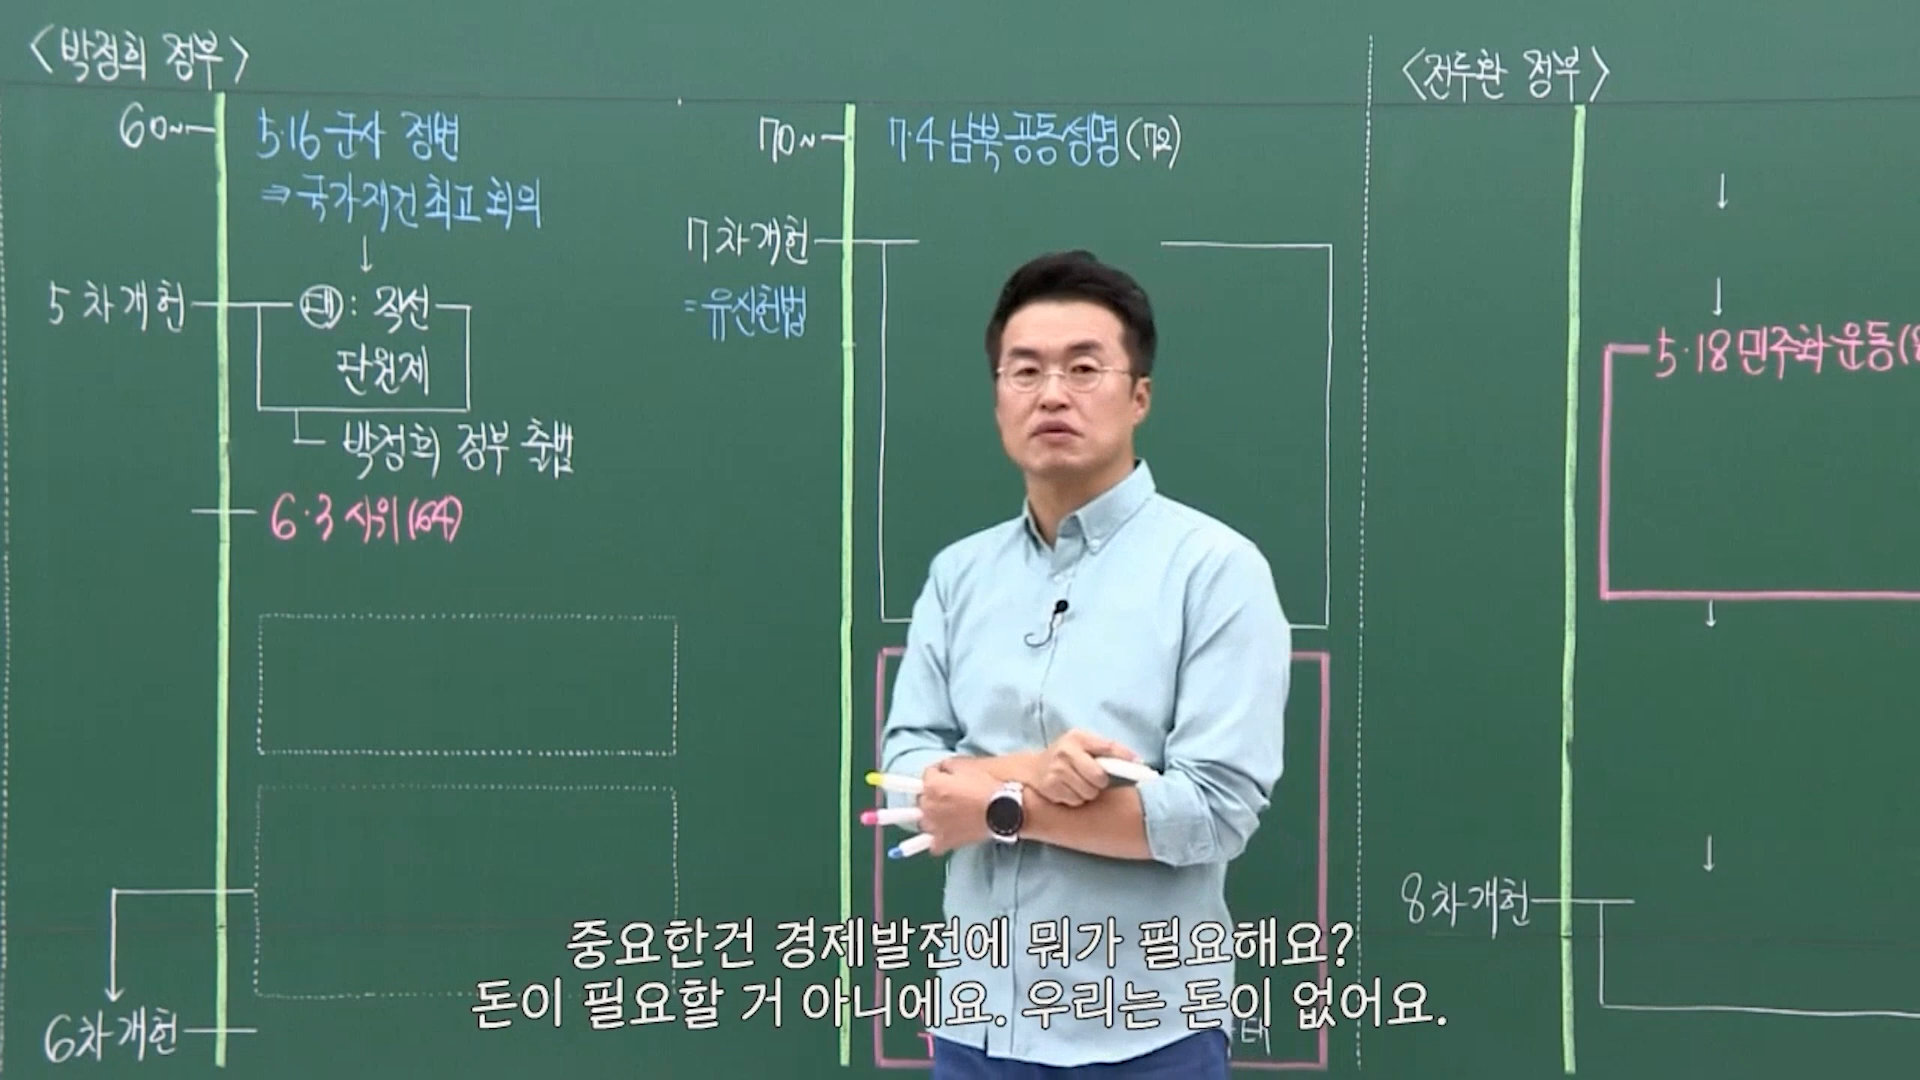 <박정희 정부>
60~
5·16 군사 정변
⇒ 국가재건최고회의
↓
5차 개헌
대 : 직선
단원제
박정희 정부 출범
6·3 시위(64)
6차 개헌
70~
7·4 남북 공동 성명(72)
7차 개헌
= 유신헌법
<전두환 정부>
↓
↓
5·18 민주화 운동(8
↓
↓
8차 개헌
중요한건 경제발전에 뭐가 필요해요?
돈이 필요할 거 아니에요. 우리는 돈이 없어요.